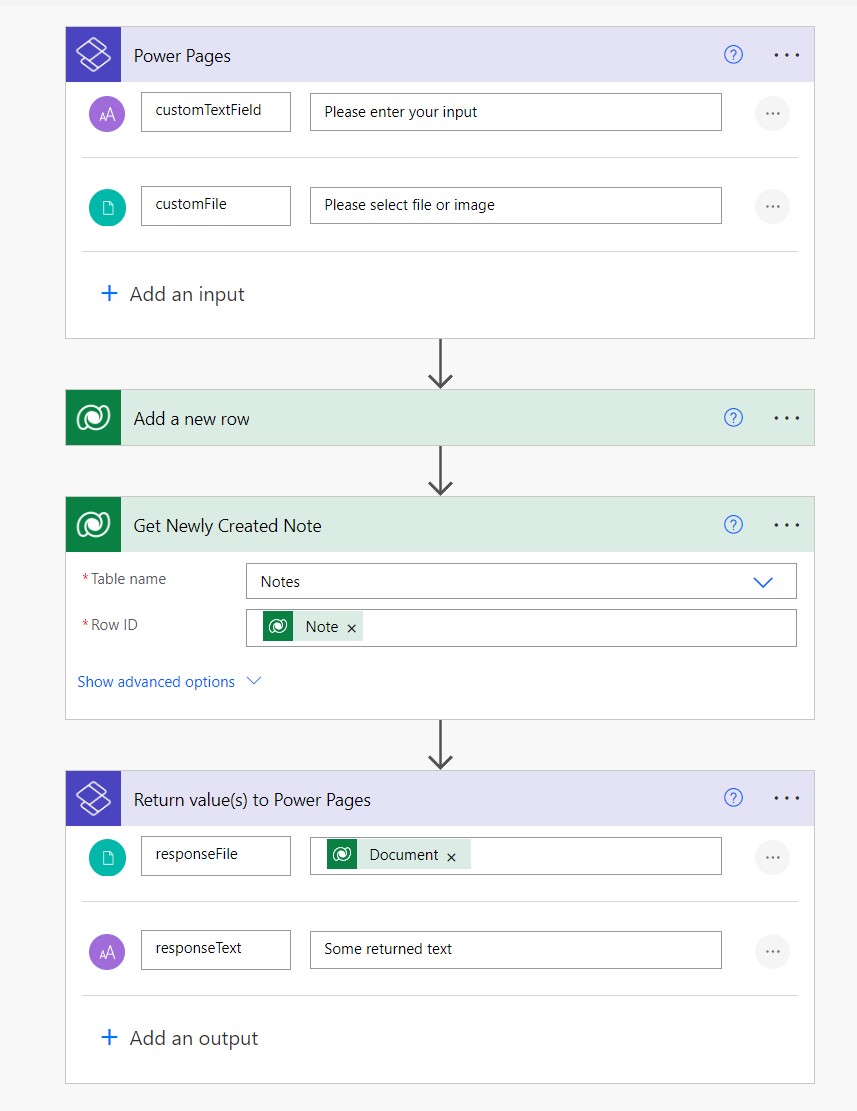 Power Pages
customTextField Please enter your input
customFile Please select file or image
+ Add an input
Add a new row
Get Newly Created Note
* Table name Notes
* Row ID Note ×
Show advanced options
Return value(s) to Power Pages
responseFile Document ×
responseText Some returned text
+ Add an output